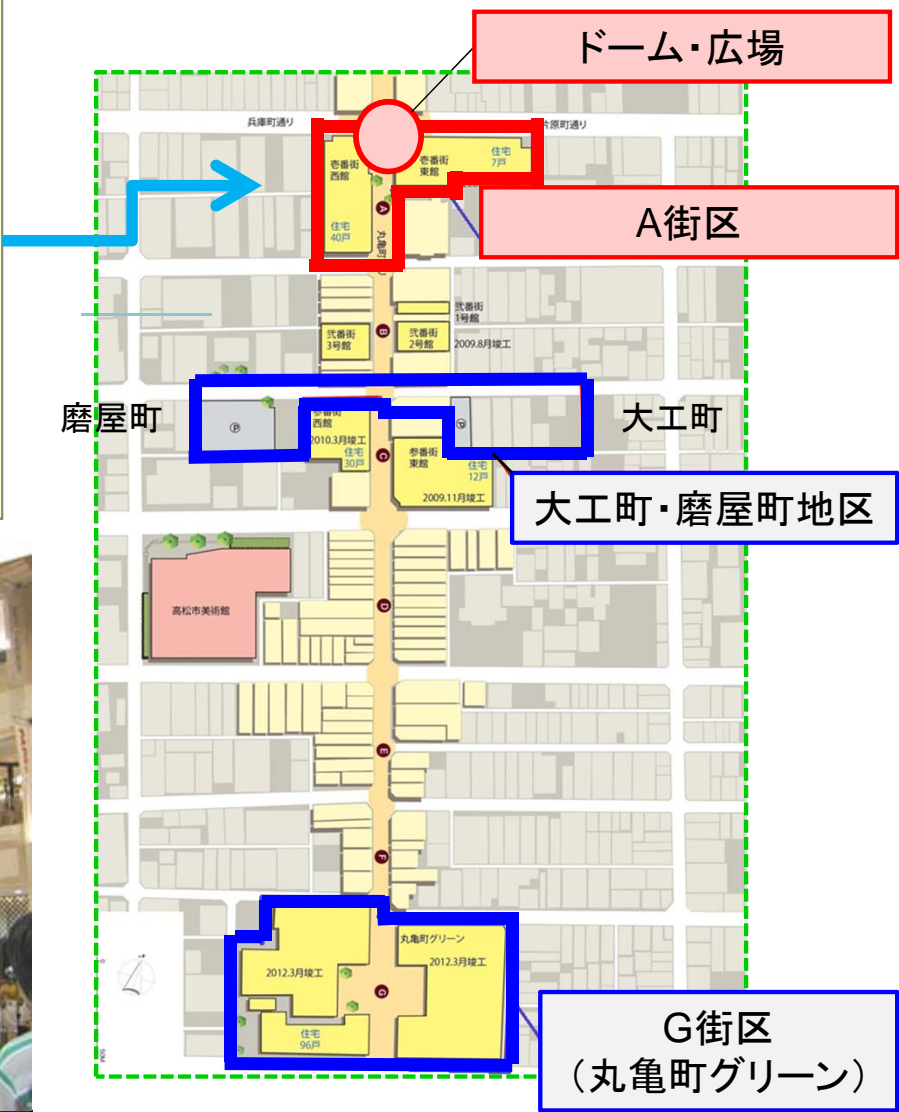 ドーム・広場
兵庫町通り
片原町通り
壱番街
西館
住宅
40戸
壱番街
東館
住宅
7戸
A
A街区
弐番街
1号館
B
弐番街
3号館
弐番街
2号館
2009.8月竣工
磨屋町
大工町
P
参番街
西館
2010.3月竣工
住宅
30戸
C
P
参番街
東館
住宅
12戸
2009.11月竣工
大工町・磨屋町地区
高松市美術館
D
E
F
丸亀町グリーン
2012.3月竣工
2012.3月竣工
G
住宅
96戸
0
50M
G街区
（丸亀町グリーン）